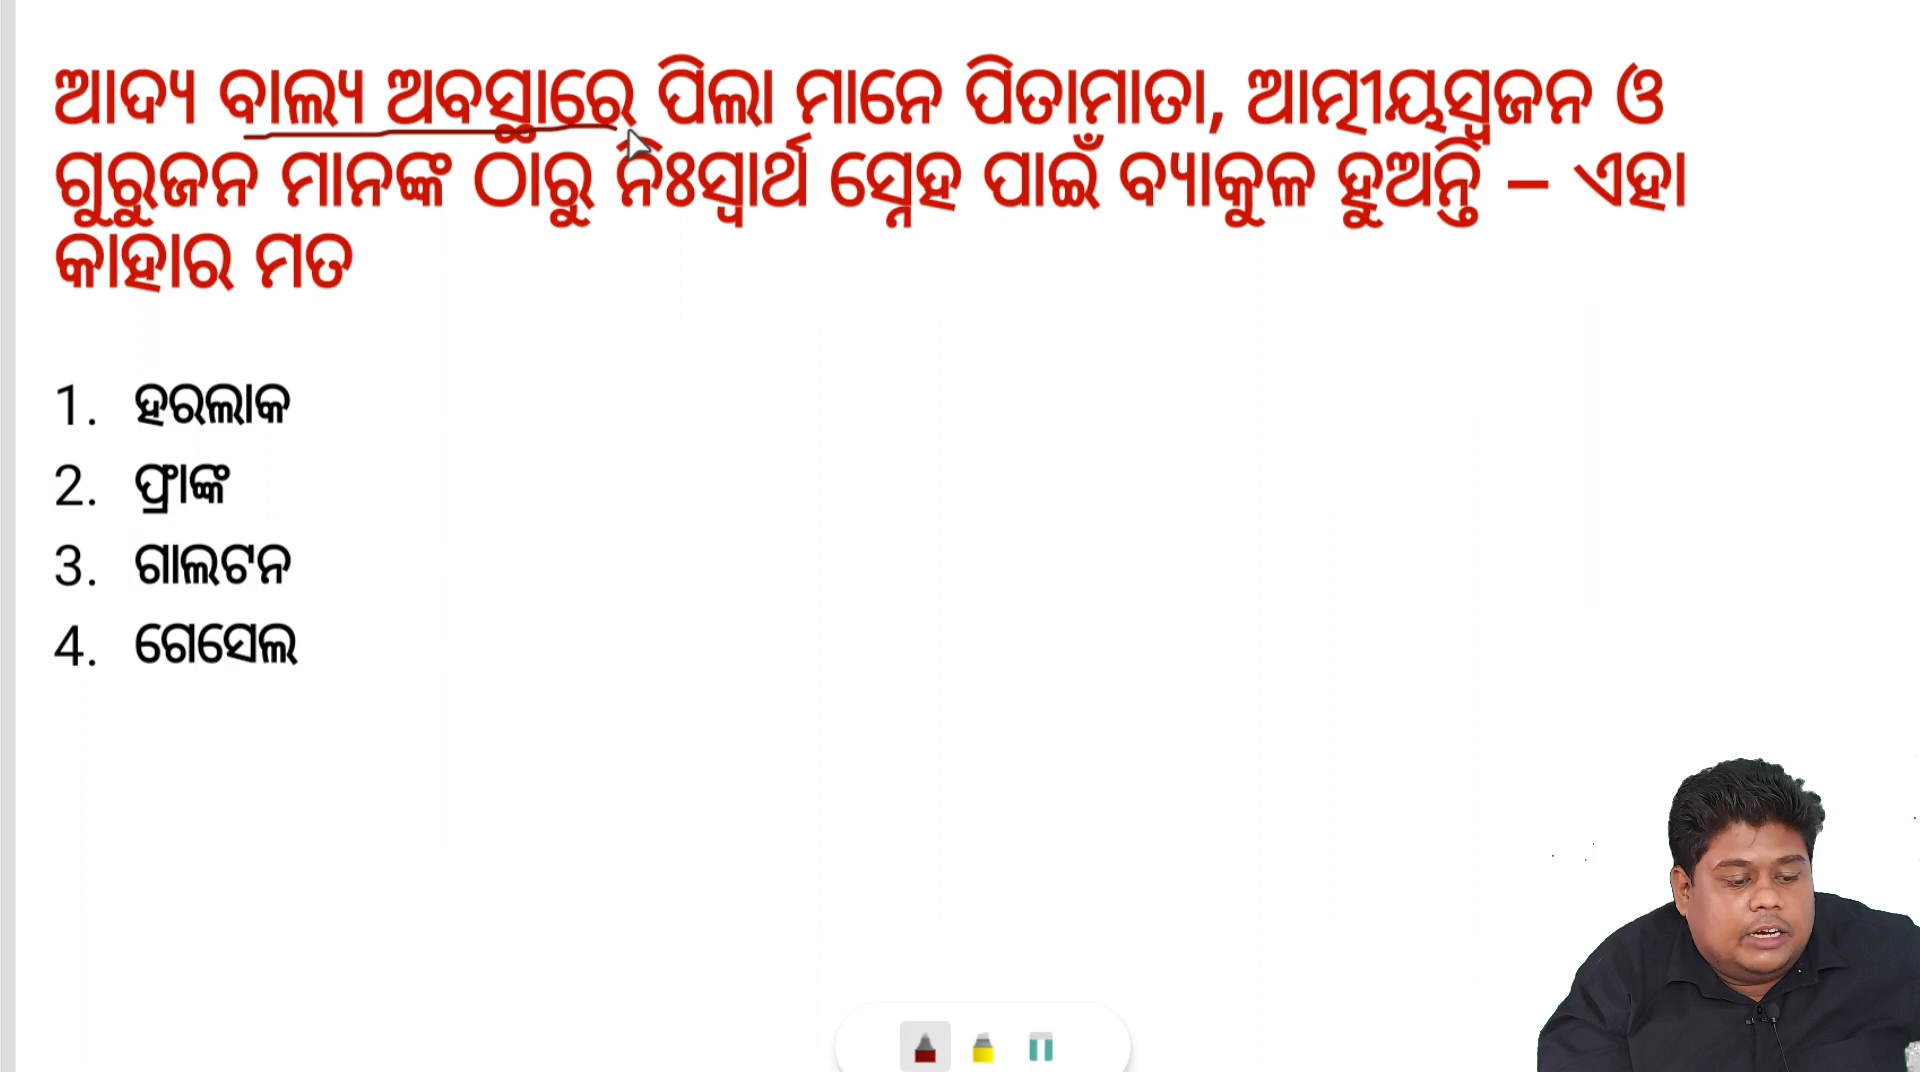 ଆଦ୍ୟ ବାଲ୍ୟ ଅବସ୍ଥାରେ ପିଲା ମାନେ ପିତାମାତା, ଆତ୍ମୀୟସ୍ୱଜନ ଓ
ଗୁରୁଜନ ମାନଙ୍କ ଠାରୁ ନିଃସ୍ୱାର୍ଥ ସ୍ନେହ ପାଇଁ ବ୍ୟାକୁଳ ହୁଅନ୍ତି – ଏହା
କାହାର ମତ
1. ହରଲାକ
2. ଫ୍ରାଙ୍କ
3. ଗାଲଟନ
4. ଗେସେଲ